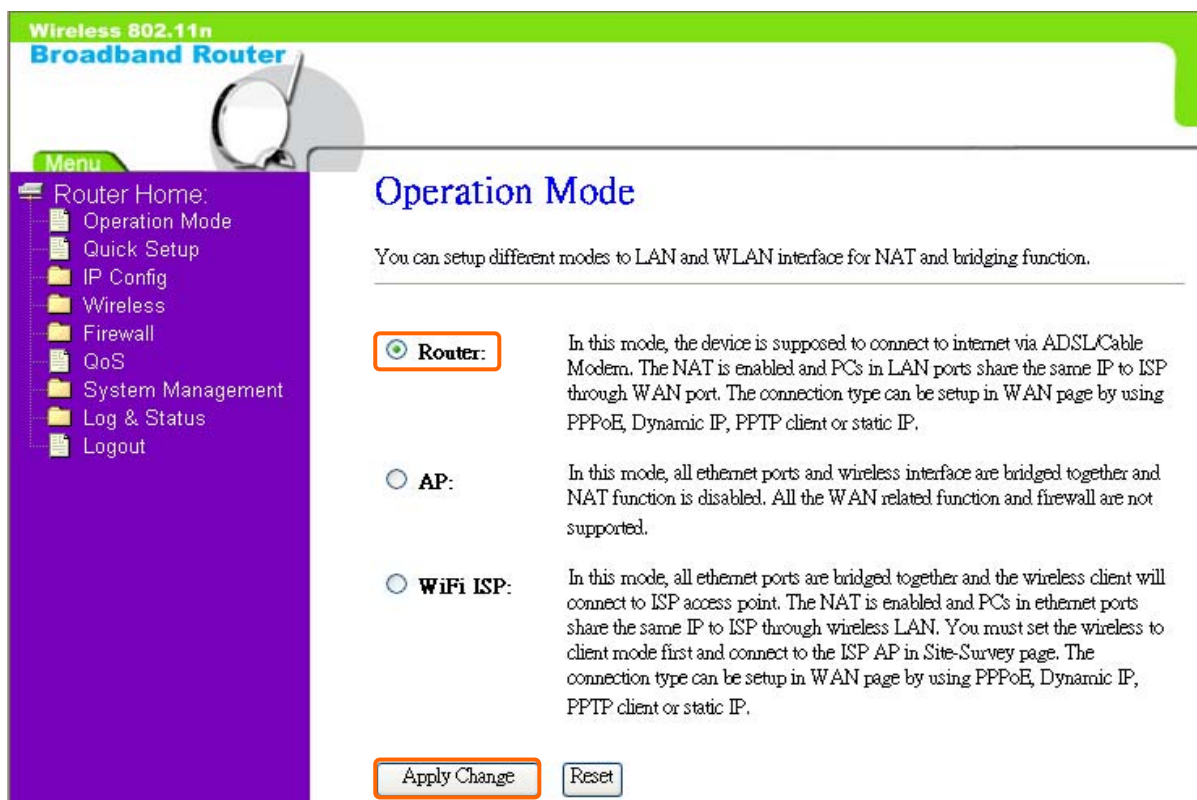 Wireless 802.11n
Broadband Router
Menu
Router Home:
Operation Mode
Quick Setup
IP Config
Wireless
Firewall
QoS
System Management
Log & Status
Logout
Operation Mode
You can setup different modes to LAN and WLAN interface for NAT and bridging function.
Router:
In this mode, the device is supposed to connect to internet via ADSL/Cable
Modem. The NAT is enabled and PCs in LAN ports share the same IP to ISP
through WAN port. The connection type can be setup in WAN page by using
PPPoE, Dynamic IP, PPTP client or static IP.
AP:
In this mode, all ethernet ports and wireless interface are bridged together and
NAT function is disabled. All the WAN related function and firewall are not
supported.
WiFi ISP:
In this mode, all ethernet ports are bridged together and the wireless client will
connect to ISP access point. The NAT is enabled and PCs in ethernet ports
share the same IP to ISP through wireless LAN. You must set the wireless to
client mode first and connect to the ISP AP in Site-Survey page. The
connection type can be setup in WAN page by using PPPoE, Dynamic IP,
PPTP client or static IP.
Apply Change
Reset